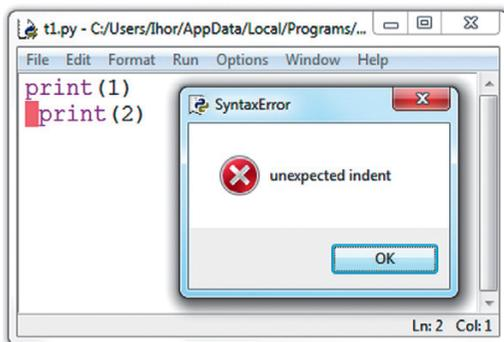 t1.py - C:/Users/Ihor/AppData/Local/Programs/...
File Edit Format Run Options Window Help
print(1)
 print(2)
SyntaxError
unexpected indent
OK
Ln: 2 Col: 1